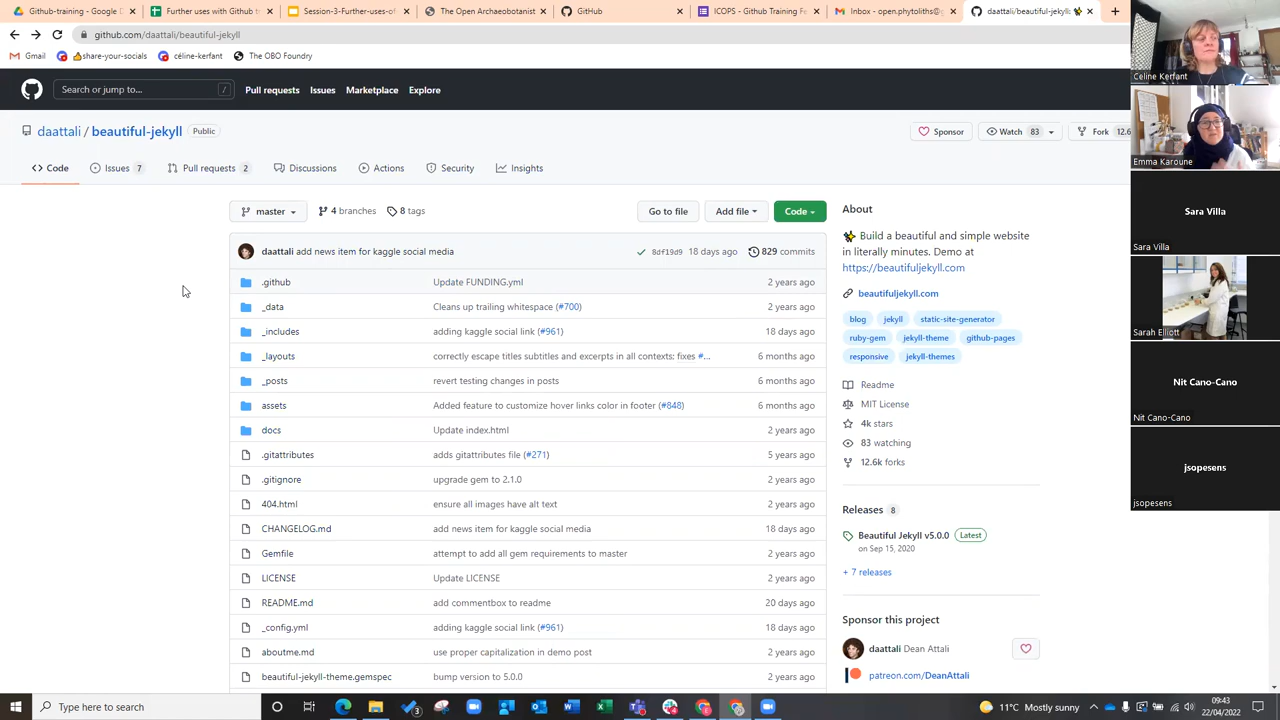 Github-training - Google D
Further uses with Github t
Session-3-Further-uses-of
The Open Archaeobotanist
GitHub
ICOPS - Github Training Fe
Inbox - open.phytoliths@g
daattali/beautiful-jekyll:
github.com/daattali/beautiful-jekyll
Gmail
share-your-socials
céline-kerfant
The OBO Foundry
Search or jump to...
/
Pull requests
Issues
Marketplace
Explore
daattali / beautiful-jekyll
Public
Sponsor
Watch 83
Fork 12.6
Code
Issues 7
Pull requests 2
Discussions
Actions
Security
Insights
master
4 branches
8 tags
Go to file
Add file
Code
daattali add news item for kaggle social media
8df19d9 18 days ago
829 commits
.github
Update FUNDING.yml
2 years ago
_data
Cleans up trailing whitespace (#700)
2 years ago
_includes
adding kaggle social link (#961)
18 days ago
_layouts
correctly escape titles subtitles and excerpts in all contexts: fixes #...
6 months ago
_posts
revert testing changes in posts
6 months ago
assets
Added feature to customize hover links color in footer (#848)
6 months ago
docs
Update index.html
2 years ago
.gitattributes
adds gitattributes file (#271)
5 years ago
.gitignore
upgrade gem to 2.1.0
2 years ago
404.html
ensure all images have alt text
2 years ago
CHANGELOG.md
add news item for kaggle social media
18 days ago
Gemfile
attempt to add all gem requirements to master
2 years ago
LICENSE
Update LICENSE
2 years ago
README.md
add commentbox to readme
20 days ago
_config.yml
adding kaggle social link (#961)
18 days ago
aboutme.md
use proper capitalization in demo post
2 years ago
beautiful-jekyll-theme.gemspec
bump version to 5.0.0
2 years ago
About
Build a beautiful and simple website
in literally minutes. Demo at
https://beautifuljekyll.com
beautifuljekyll.com
blog
jekyll
static-site-generator
ruby-gem
jekyll-theme
github-pages
responsive
jekyll-themes
Readme
MIT License
4k stars
83 watching
12.6k forks
Releases 8
Beautiful Jekyll v5.0.0
Latest
on Sep 15, 2020
+ 7 releases
Sponsor this project
daattali Dean Attali
patreon.com/DeanAttali
Celine Kerfant
Emma Karoune
Sara Villa
Sara Villa
Sarah Elliott
Nit Cano-Cano
Nit Cano-Cano
jsopesens
jsopesens
Type here to search
3
11°C Mostly sunny
09:43
22/04/2022